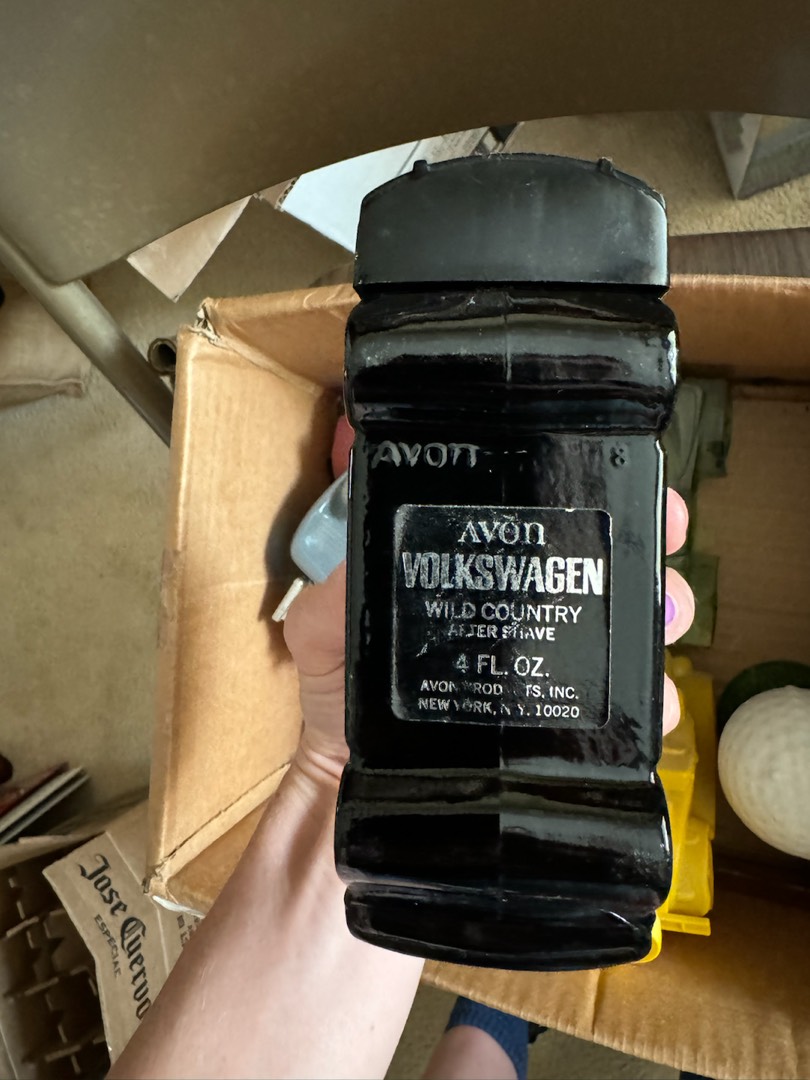 AVON 8
AVON
VOLKSWAGEN
WILD COUNTRY
AFTER SHAVE
4 FL. OZ.
AVON PRODUCTS, INC.
NEW YORK, N.Y. 10020
Jose Cuervo
ESPECIAL